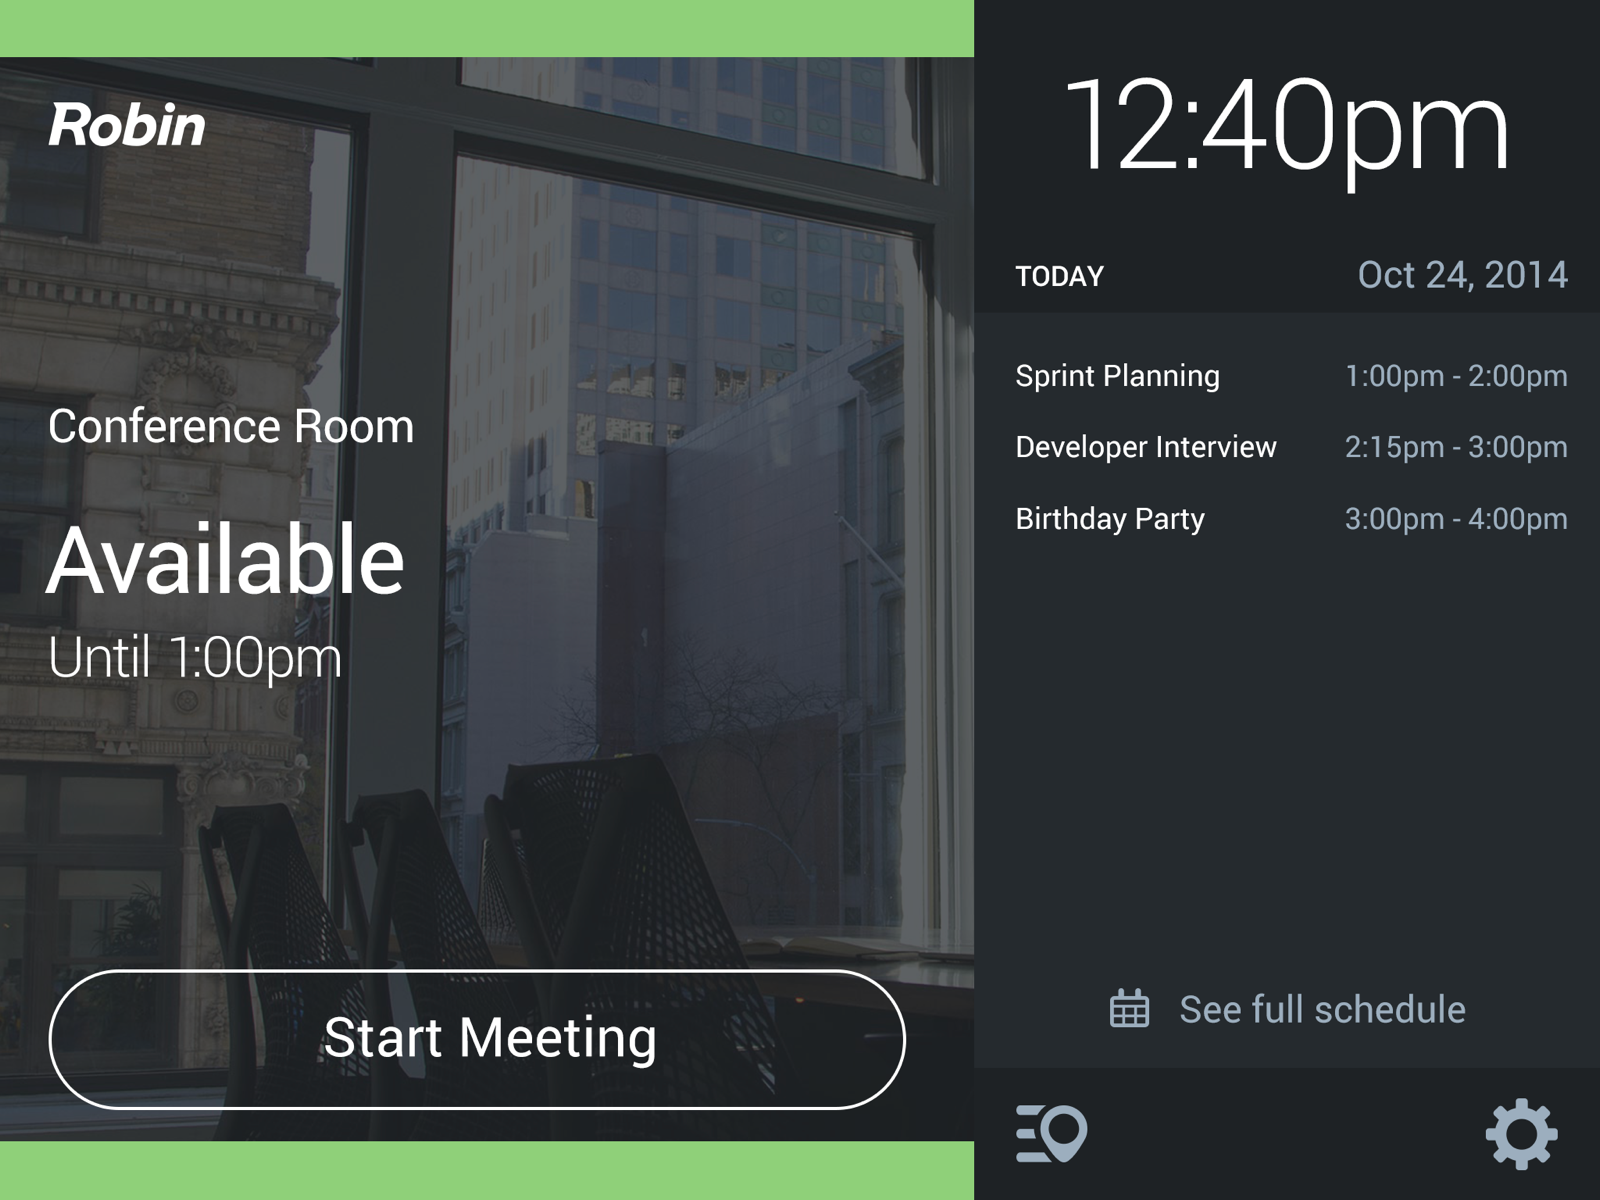 Robin
Conference Room
Available
Until 1:00pm
Start Meeting
12:40pm
TODAY Oct 24, 2014
Sprint Planning 1:00pm - 2:00pm
Developer Interview 2:15pm - 3:00pm
Birthday Party 3:00pm - 4:00pm
See full schedule